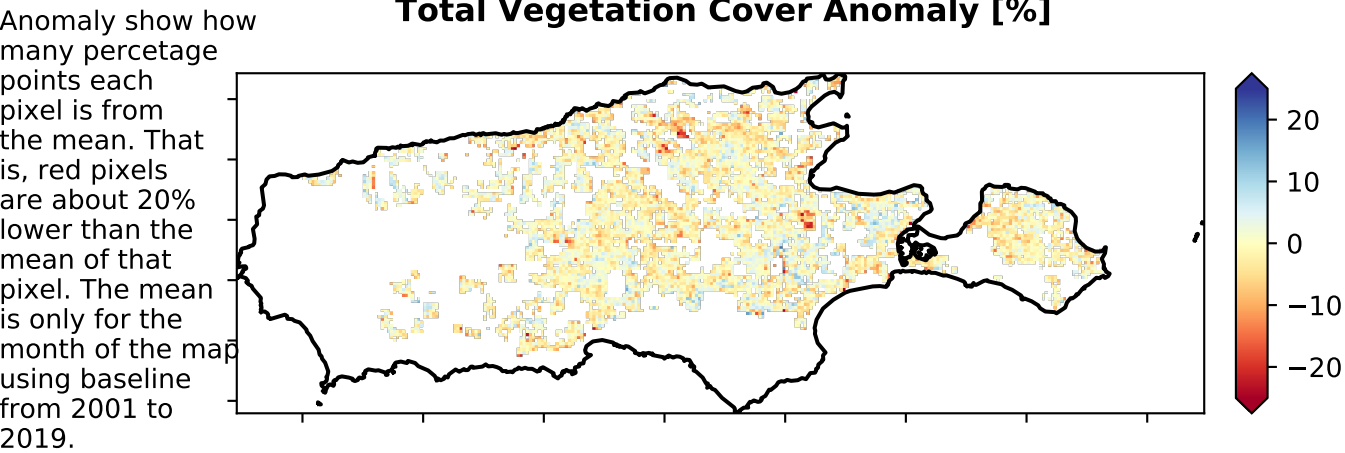 Total Vegetation Cover Anomaly [%]
Anomaly show how
many percetage
points each
pixel is from
the mean. That
is, red pixels
are about 20%
lower than the
mean of that
pixel. The mean
is only for the
month of the map
using baseline
from 2001 to
2019.
20
10
0
−10
−20